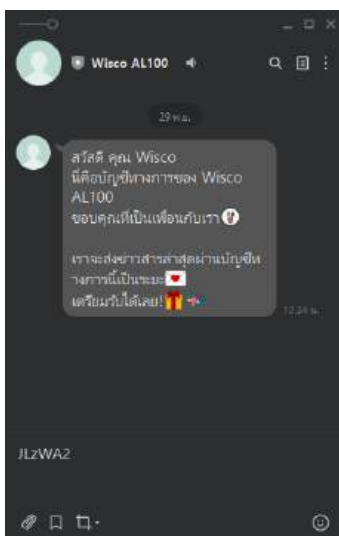 Wisco AL100
29 พ.ย.
สวัสดี คุณ Wisco
นี่คือบัญชีทางการของ Wisco
AL100
ขอบคุณที่เป็นเพื่อนกับเรา
เราจะส่งข่าวสารล่าสุดผ่านบัญชีท
างการนี้เป็นระยะ
เตรียมรับได้เลย!
12:24 น.
JLzWA2